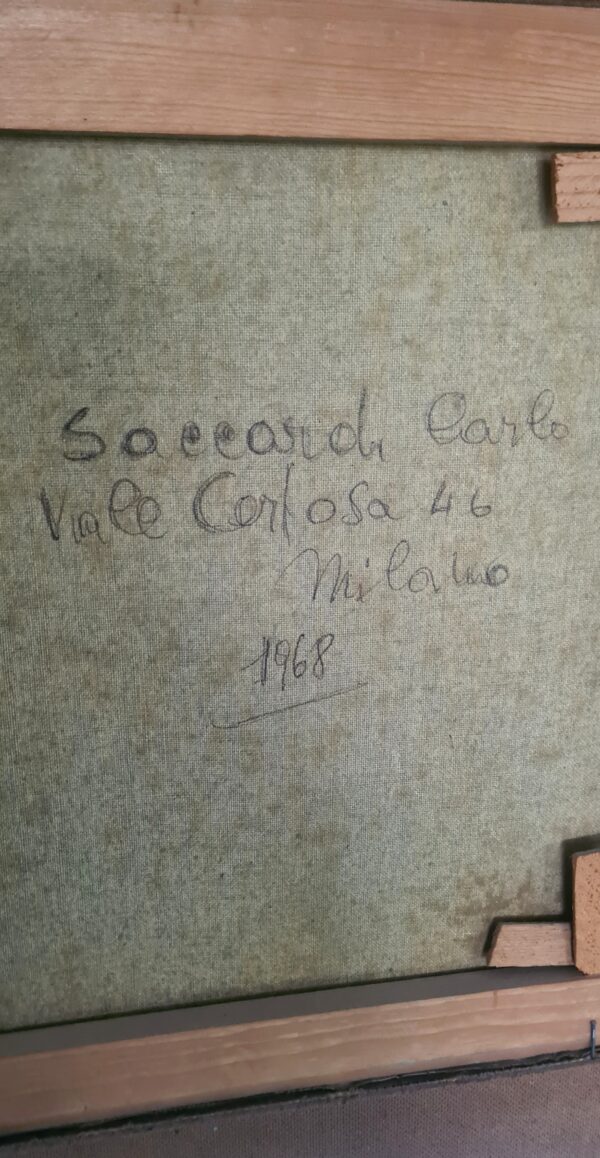 Saccardi Carlo
Viale Certosa 46
Milano
1968